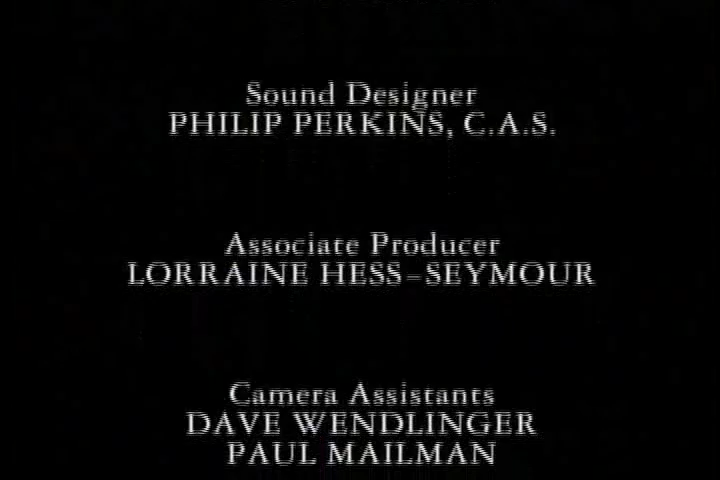 Sound Designer
PHILIP PERKINS, C.A.S.
Associate Producer
LORRAINE HESS-SEYMOUR
Camera Assistants
DAVE WENDLINGER
PAUL MAILMAN